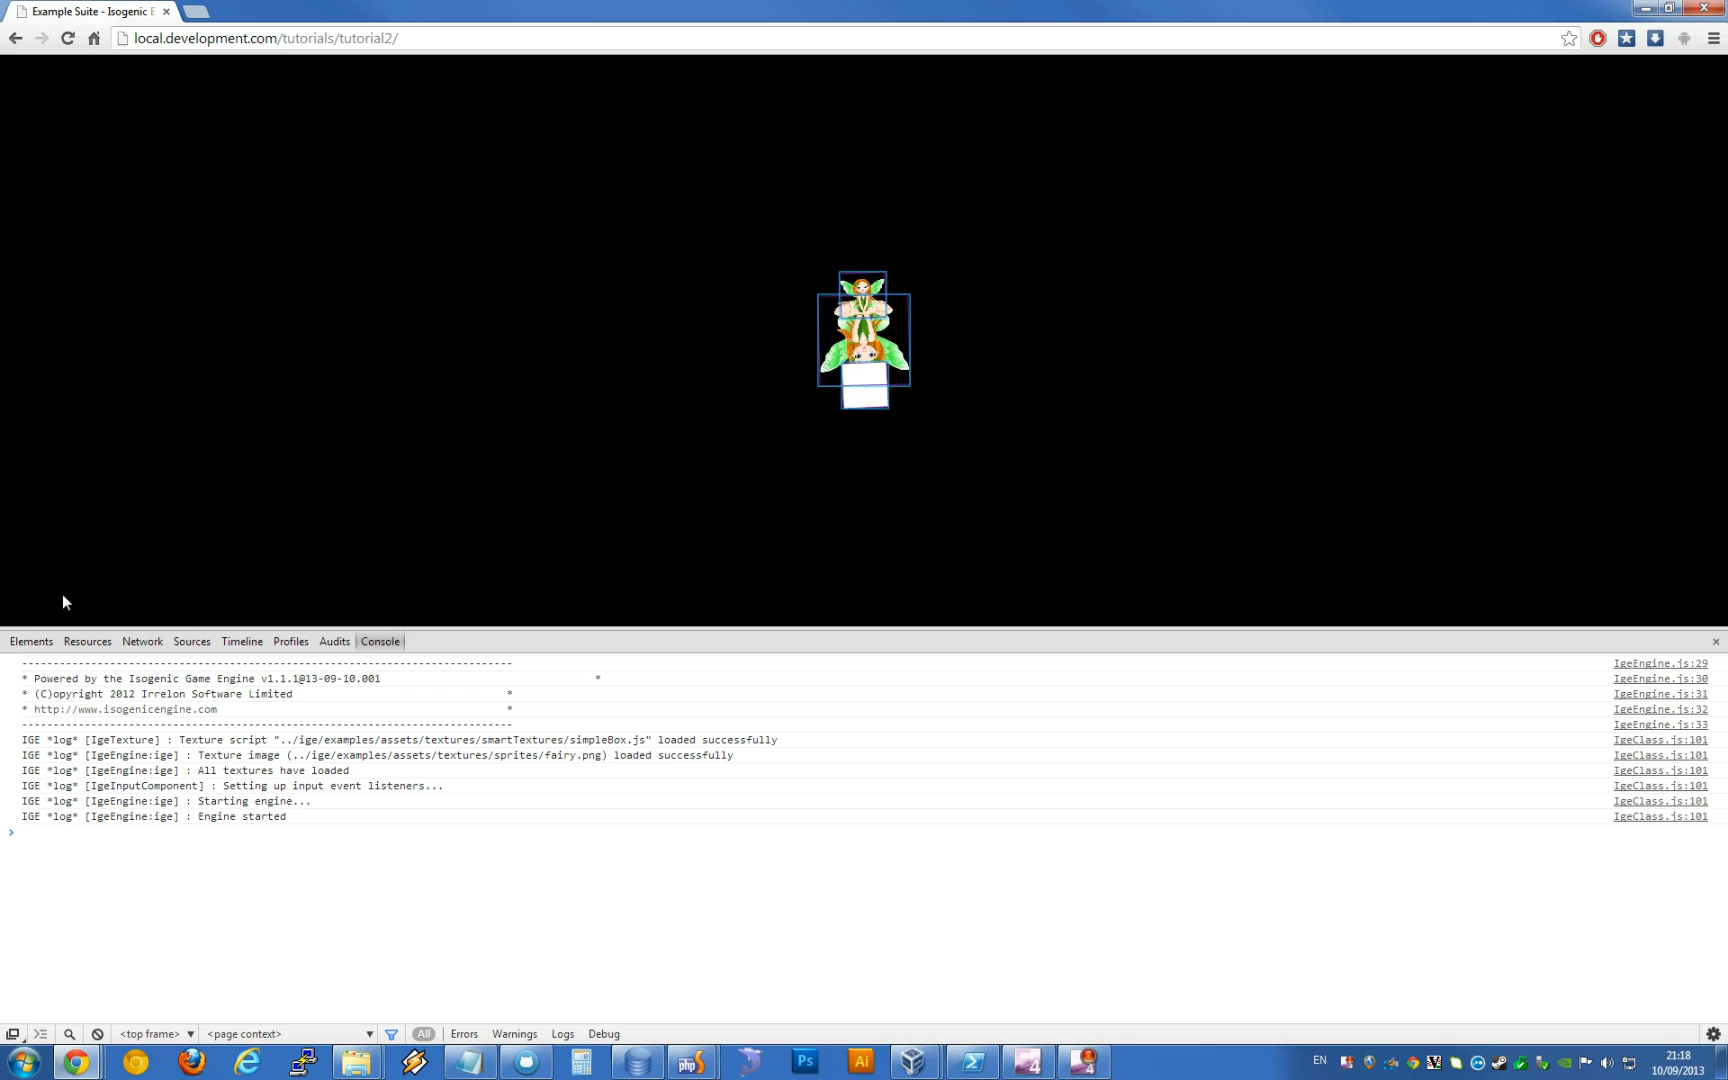 Example Suite - Isogenic E
local.development.com/tutorials/tutorial2/
Elements Resources Network Sources Timeline Profiles Audits Console
------------------------------------------------------------------------------ IgeEngine.js:29
* Powered by the Isogenic Game Engine v1.1.1@13-09-10.001 * IgeEngine.js:30
* (C)opyright 2012 Irrelon Software Limited * IgeEngine.js:31
* http://www.isogenicengine.com * IgeEngine.js:32
------------------------------------------------------------------------------ IgeEngine.js:33
IGE *log* [IgeTexture] : Texture script "../ige/examples/assets/textures/smartTextures/simpleBox.js" loaded successfully IgeClass.js:101
IGE *log* [IgeEngine:ige] : Texture image (../ige/examples/assets/textures/sprites/fairy.png) loaded successfully IgeClass.js:101
IGE *log* [IgeEngine:ige] : All textures have loaded IgeClass.js:101
IGE *log* [IgeInputComponent] : Setting up input event listeners... IgeClass.js:101
IGE *log* [IgeEngine:ige] : Starting engine... IgeClass.js:101
IGE *log* [IgeEngine:ige] : Engine started IgeClass.js:101
>
<top frame> <page context> All Errors Warnings Logs Debug
php Ps Ai 4 4 EN 21:18
10/09/2013